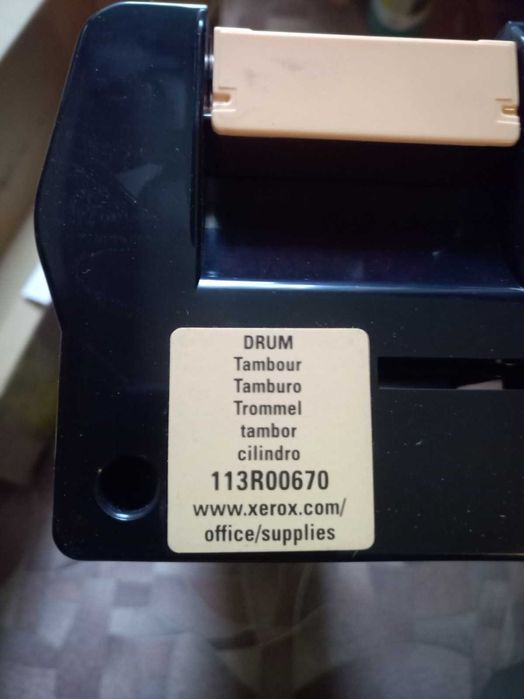 DRUM
Tambour
Tamburo
Trommel
tambor
cilindro
113R00670
www.xerox.com/
office/supplies